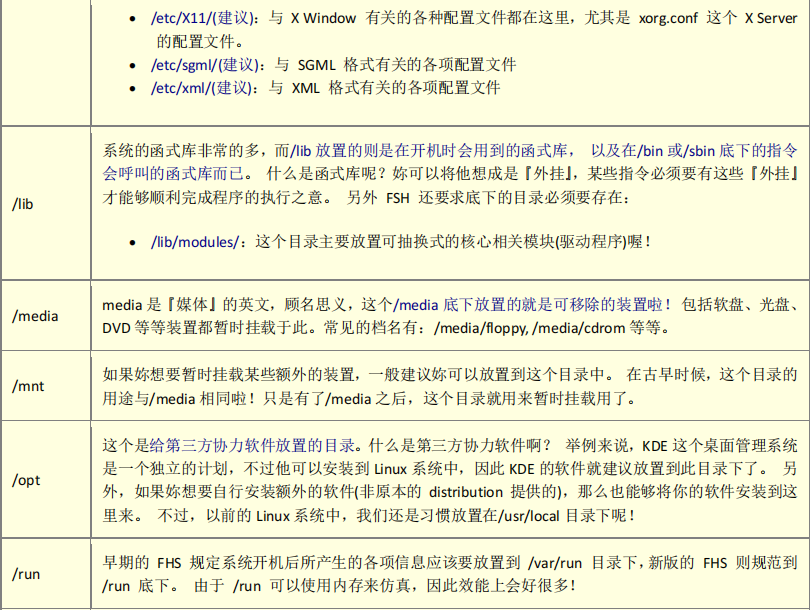 • /etc/X11/(建议)：与 X Window 有关的各种配置文件都在这里，尤其是 xorg.conf 这个 X Server
的配置文件。
• /etc/sgml/(建议)：与 SGML 格式有关的各项配置文件
• /etc/xml/(建议)：与 XML 格式有关的各项配置文件
/lib
系统的函式库非常的多，而/lib 放置的则是在开机时会用到的函式库， 以及在/bin 或/sbin 底下的指令
会呼叫的函式库而已。 什么是函式库呢？妳可以将他想成是『外挂』，某些指令必须要有这些『外挂』
才能够顺利完成程序的执行之意。 另外 FSH 还要求底下的目录必须要存在：
• /lib/modules/：这个目录主要放置可抽换式的核心相关模块(驱动程序)喔！
/media
media 是『媒体』的英文，顾名思义，这个/media 底下放置的就是可移除的装置啦！ 包括软盘、光盘、
DVD 等等装置都暂时挂载于此。常见的档名有：/media/floppy, /media/cdrom 等等。
/mnt
如果妳想要暂时挂载某些额外的装置，一般建议妳可以放置到这个目录中。 在古早时候，这个目录的
用途与/media 相同啦！只是有了/media 之后，这个目录就用来暂时挂载用了。
/opt
这个是给第三方协力软件放置的目录。什么是第三方协力软件啊？ 举例来说，KDE 这个桌面管理系统
是一个独立的计划，不过他可以安装到 Linux 系统中，因此 KDE 的软件就建议放置到此目录下了。 另
外，如果妳想要自行安装额外的软件(非原本的 distribution 提供的)，那么也能够将你的软件安装到这
里来。 不过，以前的 Linux 系统中，我们还是习惯放置在/usr/local 目录下呢！
/run
早期的 FHS 规定系统开机后所产生的各项信息应该要放置到 /var/run 目录下，新版的 FHS 则规范到
/run 底下。 由于 /run 可以使用内存来仿真，因此效能上会好很多！